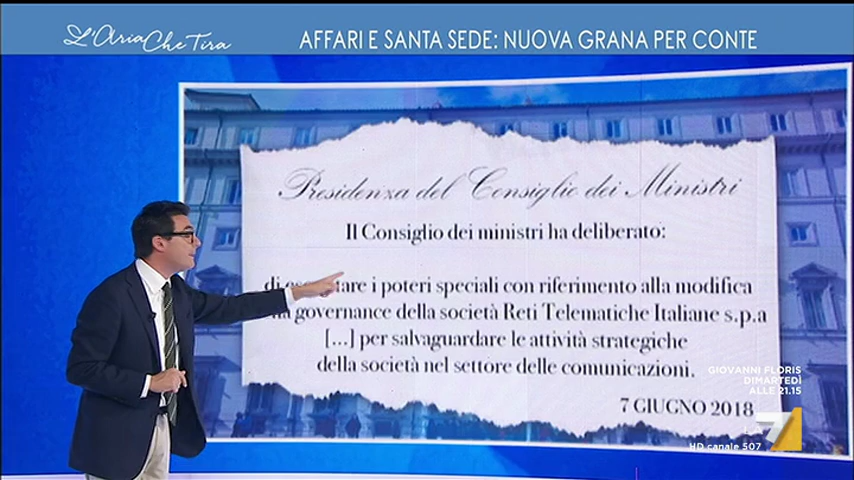 L'Aria Che Tira
AFFARI E SANTA SEDE: NUOVA GRANA PER CONTE
Presidenza del Consiglio dei Ministri
Il Consiglio dei ministri ha deliberato:
i poteri speciali con riferimento alla modifica
governance della società Reti Telematiche Italiane s.p.a
[...] per salvaguardare le attività strategiche
della società nel settore delle comunicazioni.
7 GIUGNO 2018
GIOVANNI FLORIS
DIMARTEDÌ
ALLE 21.15
LA 7
HD canale 507